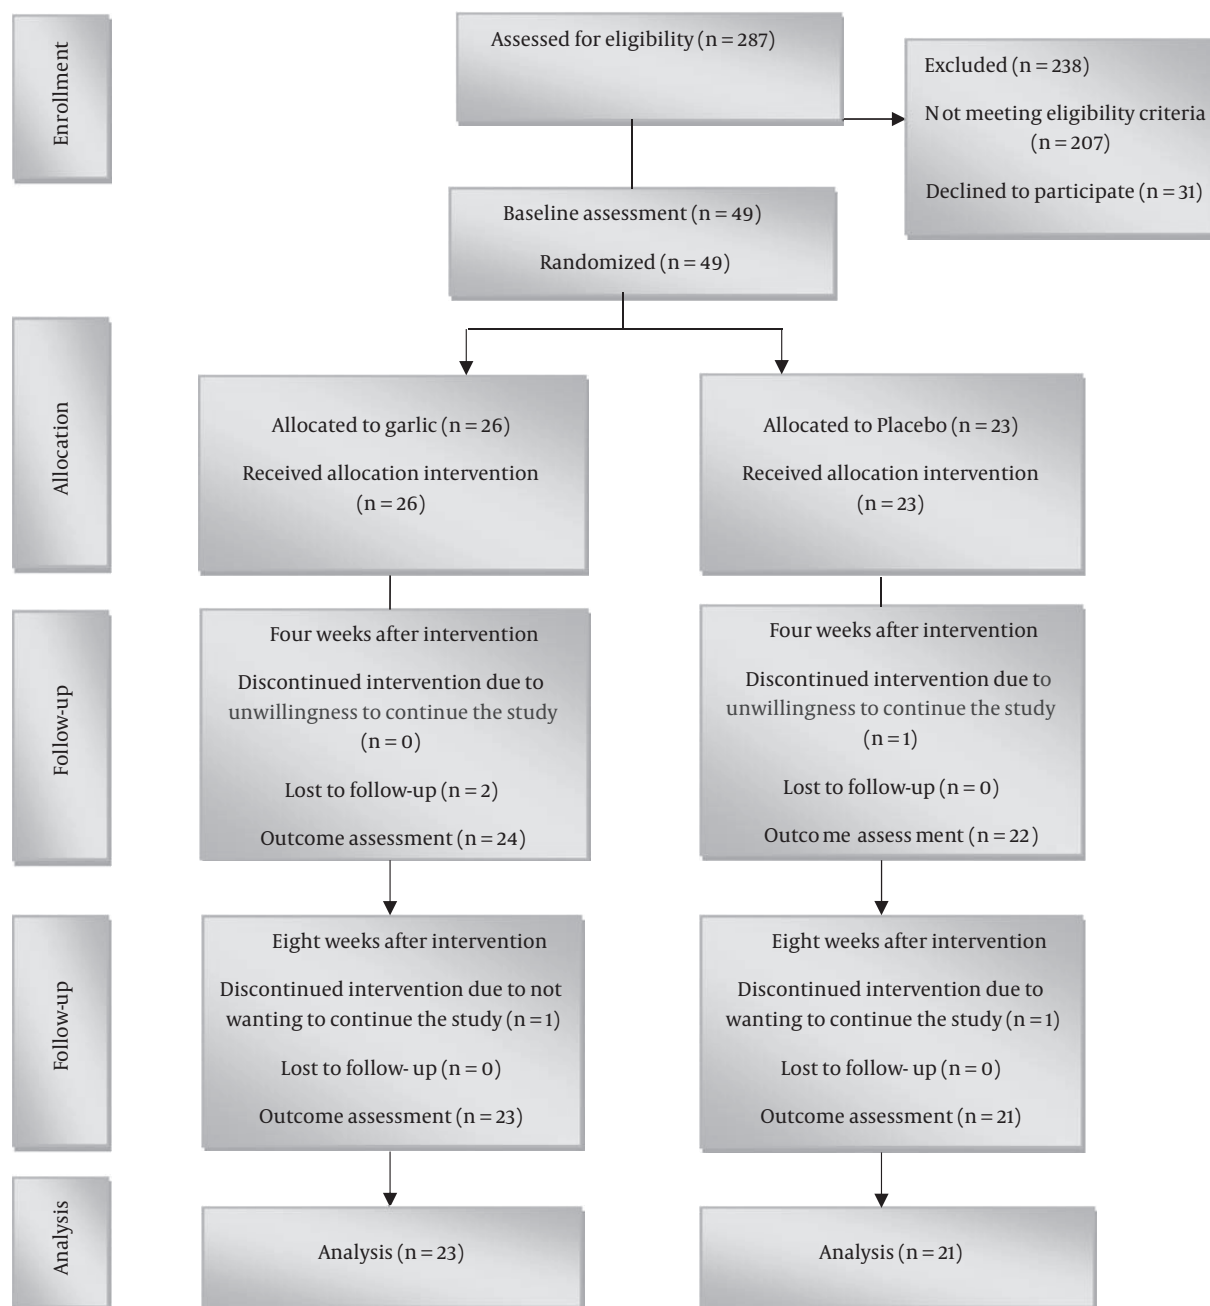 Enrollment
Assessed for eligibility (n = 287)
Excluded (n = 238)
Not meeting eligibility criteria
(n = 207)
Declined to participate (n = 31)
Baseline assessment (n = 49)
Randomized (n = 49)
Allocation
Allocated to garlic (n = 26)
Received allocation intervention
(n = 26)
Allocated to Placebo (n = 23)
Received allocation intervention
(n = 23)
Follow-up
Four weeks after intervention
Discontinued intervention due to
unwillingness to continue the study
(n = 0)
Lost to follow-up (n = 2)
Outcome assessment (n = 24)
Four weeks after intervention
Discontinued intervention due to
unwillingness to continue the study
(n = 1)
Lost to follow-up (n = 0)
Outcome assessment (n = 22)
Follow-up
Eight weeks after intervention
Discontinued intervention due to not
wanting to continue the study (n = 1)
Lost to follow- up (n = 0)
Outcome assessment (n = 23)
Eight weeks after intervention
Discontinued intervention due to
wanting to continue the study (n = 1)
Lost to follow- up (n = 0)
Outcome assessment (n = 21)
Analysis
Analysis (n = 23)
Analysis (n = 21)